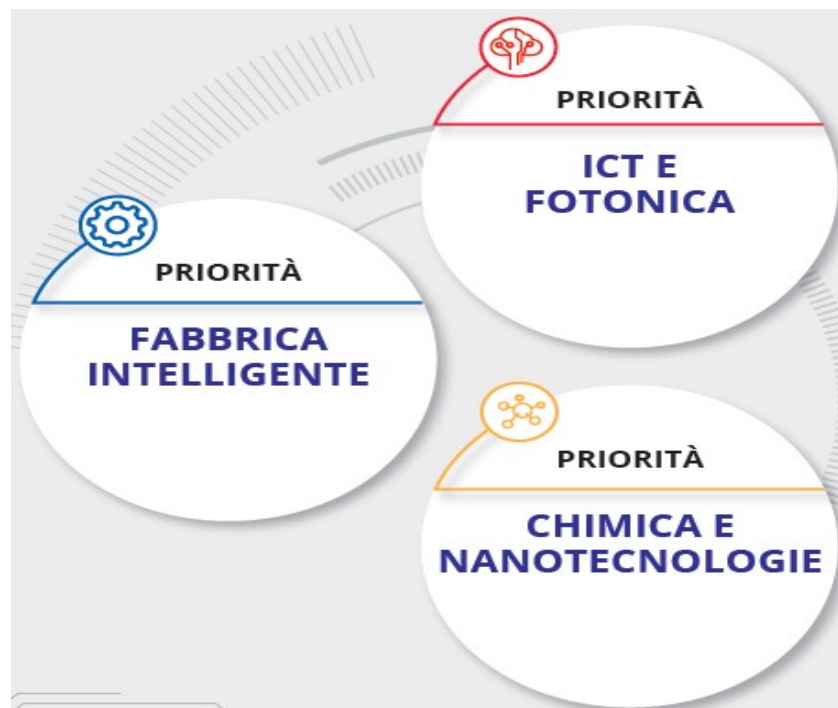 PRIORITÀ
ICT E
FOTONICA
PRIORITÀ
FABBRICA
INTELLIGENTE
PRIORITÀ
CHIMICA E
NANOTECNOLOGIE